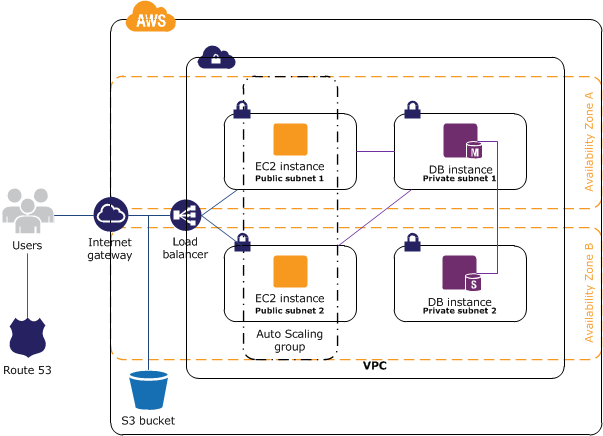 AWS
Availability Zone A
EC2 instance
Public subnet 1
M
DB instance
Private subnet 1
Users
Internet
gateway
Load
balancer
Availability Zone B
EC2 instance
Public subnet 2
S
DB instance
Private subnet 2
Auto Scaling
group
VPC
Route 53
S3 bucket